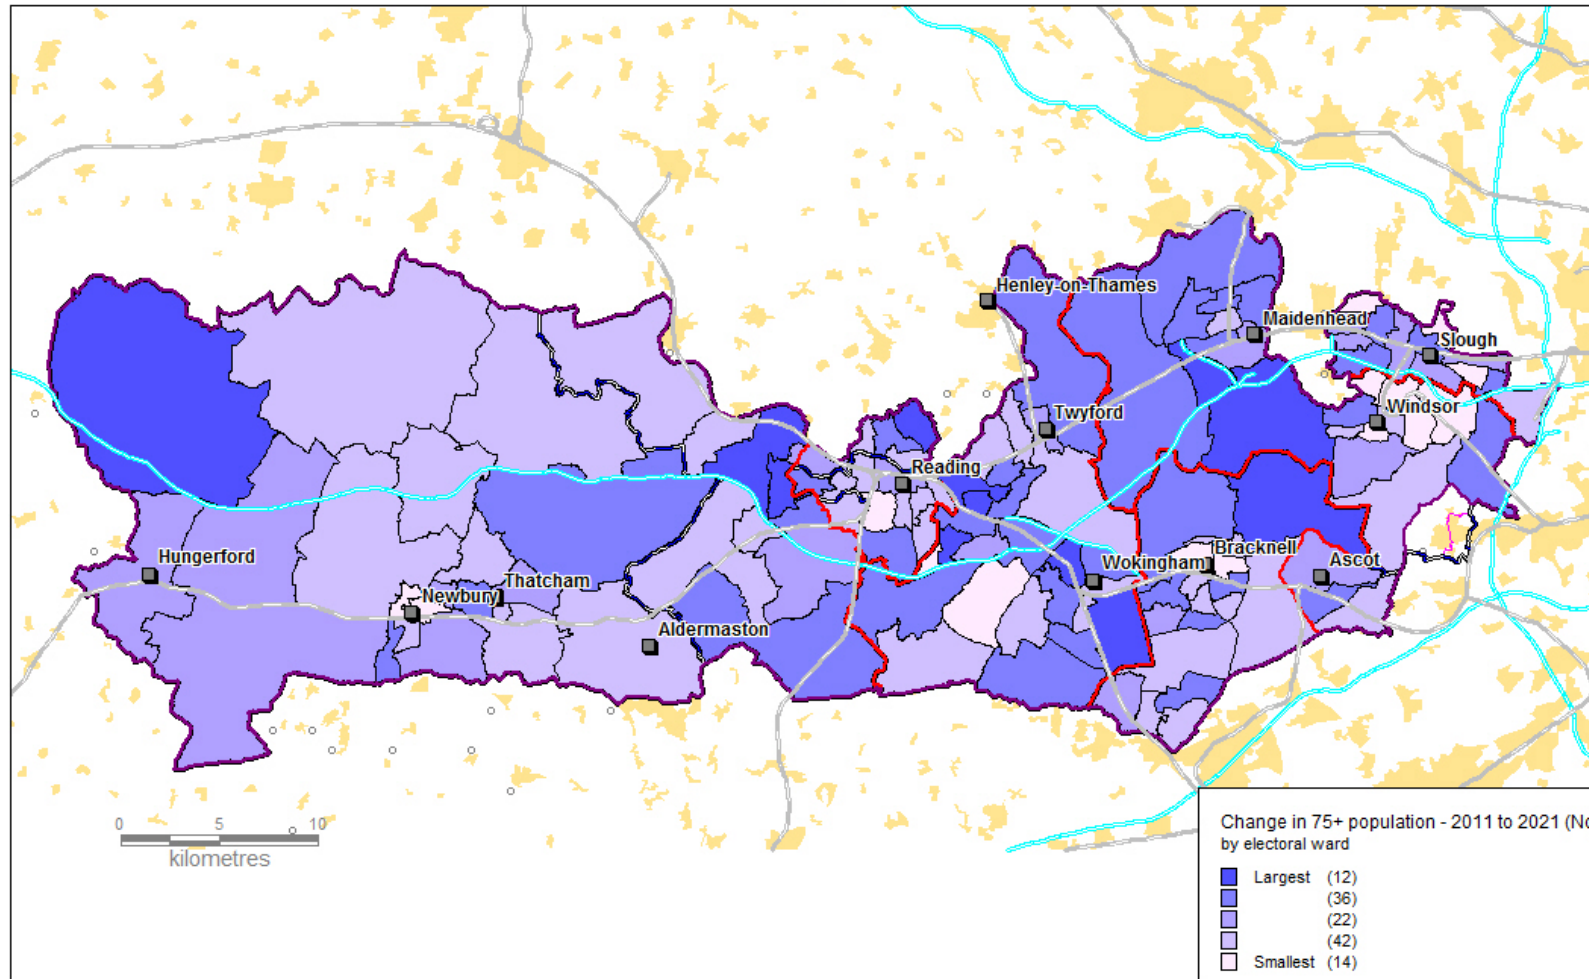 Henley-on-Thames
Maidenhead
Slough
Twyford
Windsor
Reading
Hungerford
Thatcham
Newbury
Aldermaston
Wokingham
Bracknell
Ascot
0 5 10
kilometres
Change in 75+ population - 2011 to 2021 (No
by electoral ward
Largest (12)
(36)
(22)
(42)
Smallest (14)